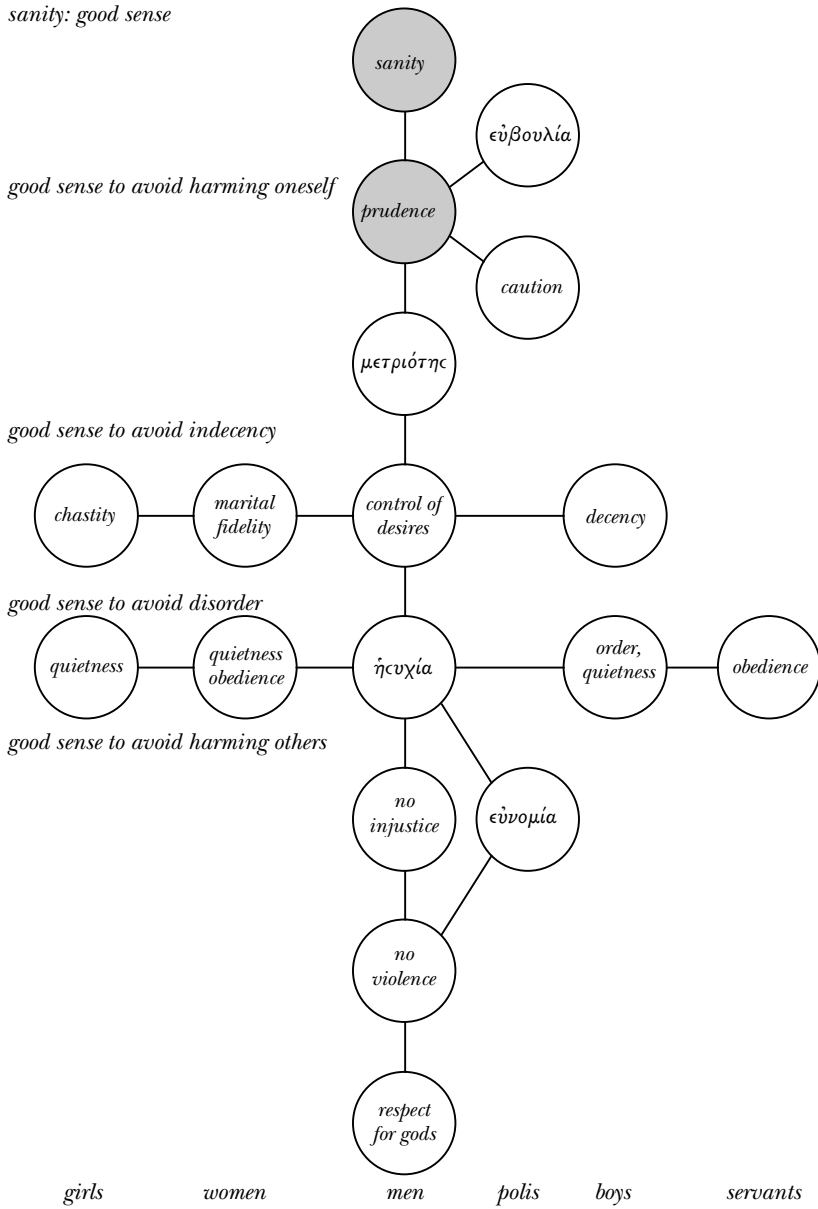 sanity: good sense
sanity
εὐβουλία
good sense to avoid harming oneself
prudence
caution
μετριότηϲ
good sense to avoid indecency
chastity
marital
fidelity
control of
desires
decency
good sense to avoid disorder
quietness
quietness
obedience
ἡϲυχία
order,
quietness
obedience
good sense to avoid harming others
no
injustice
εὐνομία
no
violence
respect
for gods
girls women men polis boys servants